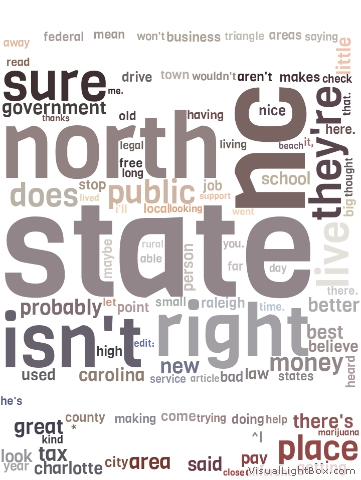 away federal mean won't business triangle areas saying little
read
sure me. drive town wouldn't aren't makes check
government thanks old having nc nice that.
north legal free long living beach it, they're here.
does stop lived public job support school big thought
i'll local looking went
state maybe rural able person you. far day live there.
probably let point small raleigh time. better
isn't high edit: right best believe
used carolina new service article bad law states money heard
he's
great county making come trying doing help there's
kind * ^| marijuana
look tax city area said pay place
year charlotte closed getting
VisualLightBox.com